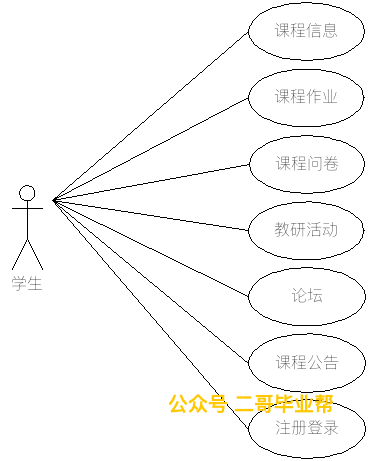 课程信息
课程作业
课程问卷
教研活动
学生
论坛
课程公告
公众号 二哥毕业帮
注册登录